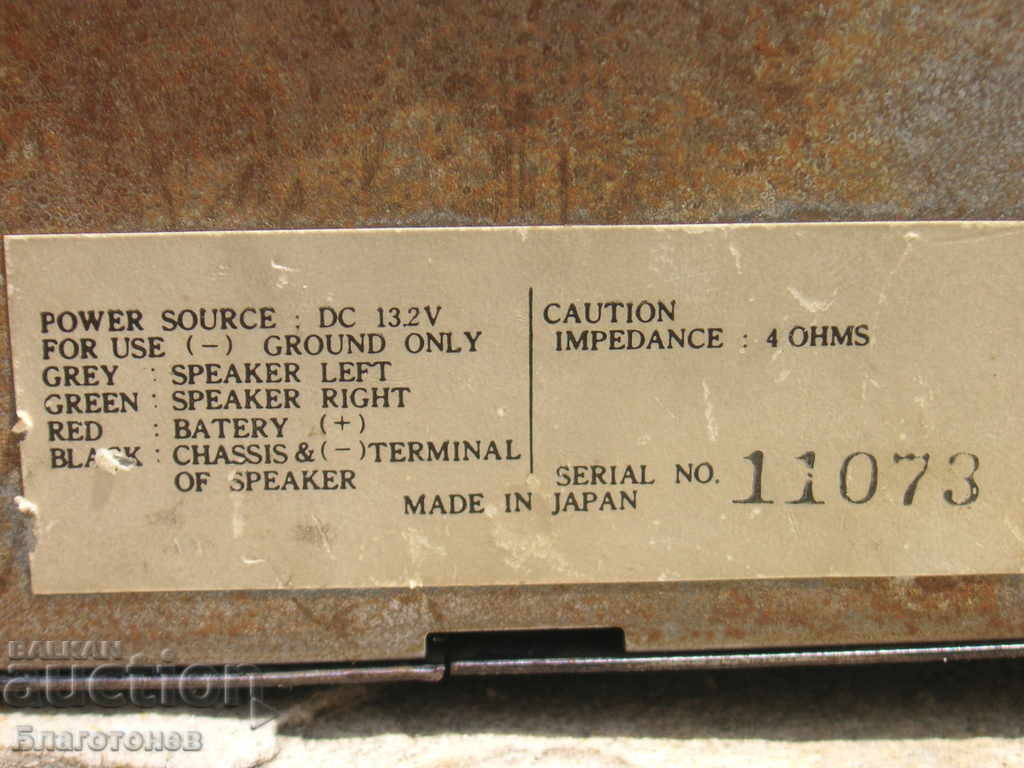 POWER SOURCE : DC 13.2V
FOR USE (−) GROUND ONLY
GREY : SPEAKER LEFT
GREEN : SPEAKER RIGHT
RED : BATERY (+)
BLACK : CHASSIS & (−) TERMINAL
OF SPEAKER
CAUTION
IMPEDANCE : 4 OHMS
SERIAL NO. 11073
MADE IN JAPAN
BALKAN
auction
Благотонев